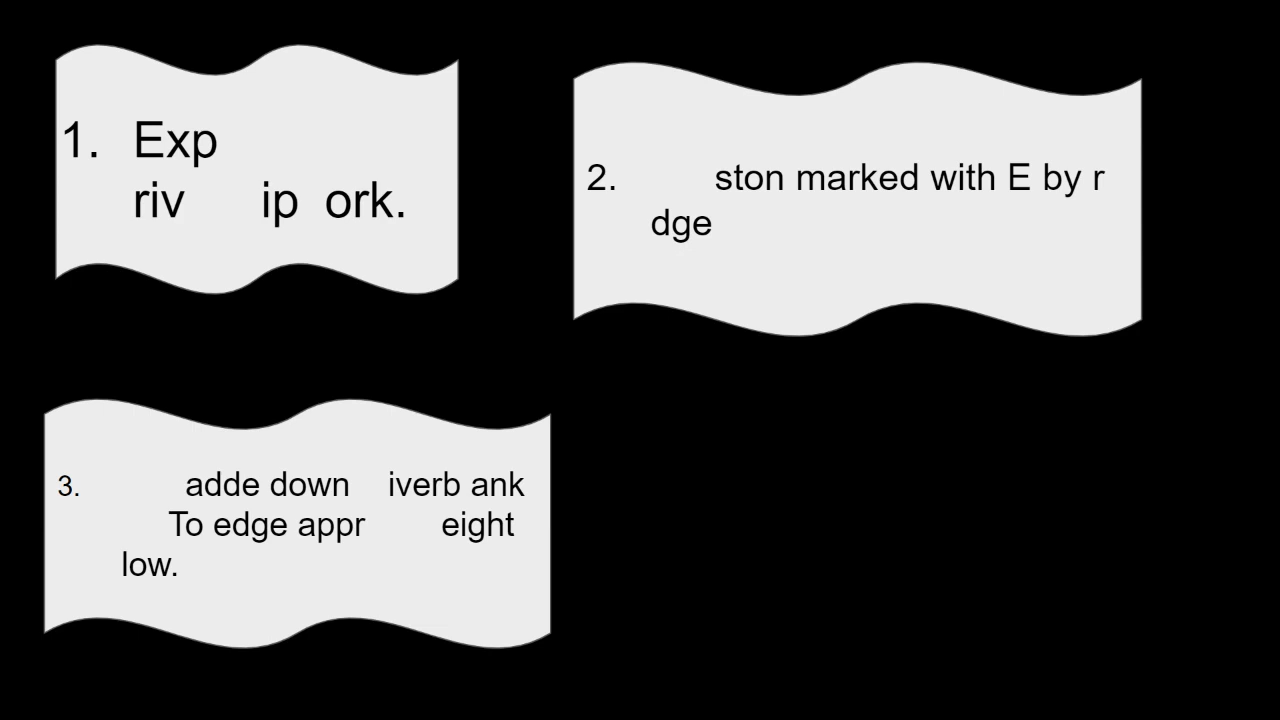 1. Exp
riv ip ork.
2. ston marked with E by r
dge
3. adde down iverb ank
To edge appr eight
low.